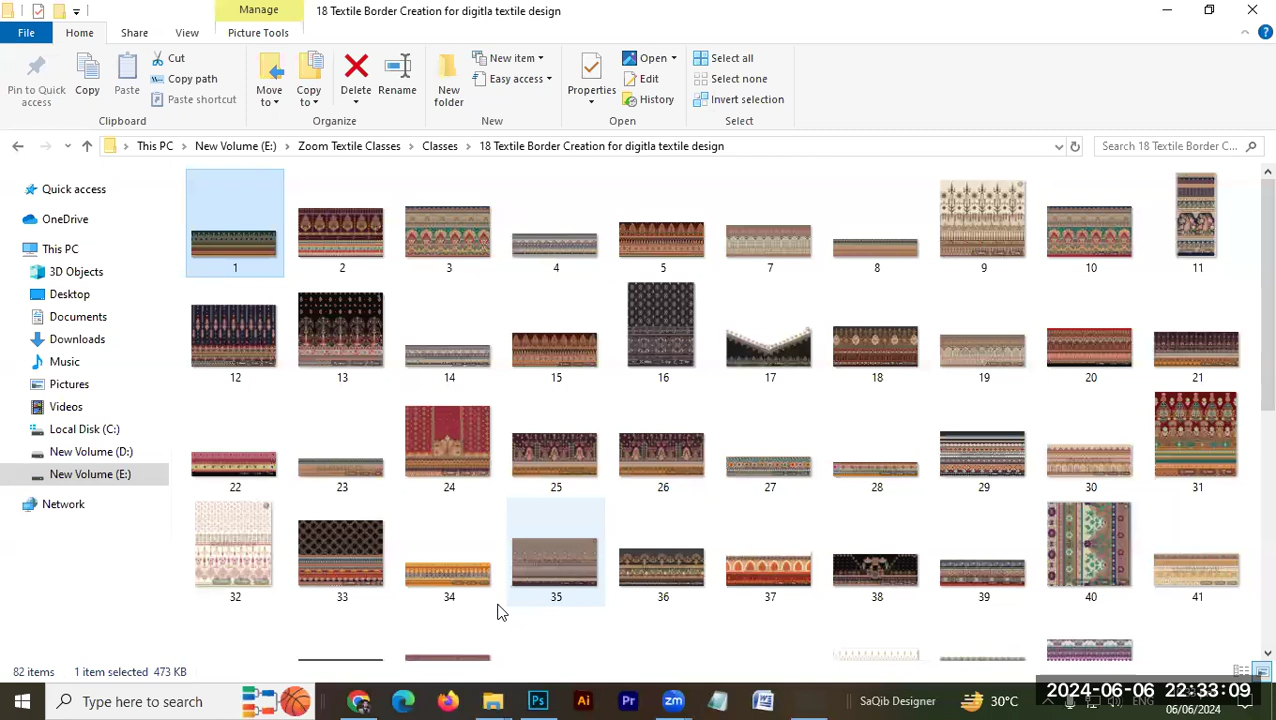 Manage
18 Textile Border Creation for digitla textile design
File
Home
Share
View
Picture Tools
Pin to Quick access
Copy
Paste
Cut
Copy path
Paste shortcut
Clipboard
Move to
Copy to
Delete
Rename
Organize
New folder
New item
Easy access
New
Properties
Open
Edit
History
Open
Select all
Select none
Invert selection
Select
This PC > New Volume (E:) > Zoom Textile Classes > Classes > 18 Textile Border Creation for digitla textile design
Search 18 Textile Border C...
Quick access
OneDrive
This PC
3D Objects
Desktop
Documents
Downloads
Music
Pictures
Videos
Local Disk (C:)
New Volume (D:)
New Volume (E:)
Network
1 2 3 4 5 7 8 9 10 11
12 13 14 15 16 17 18 19 20 21
22 23 24 25 26 27 28 29 30 31
32 33 34 35 36 37 38 39 40 41
82 items 1 item selected 473 KB
Type here to search
Ps
Ai
Pr
zm
W
SaQib Designer
30°C
2024-06-06 22:33:09
ENG
06/06/2024